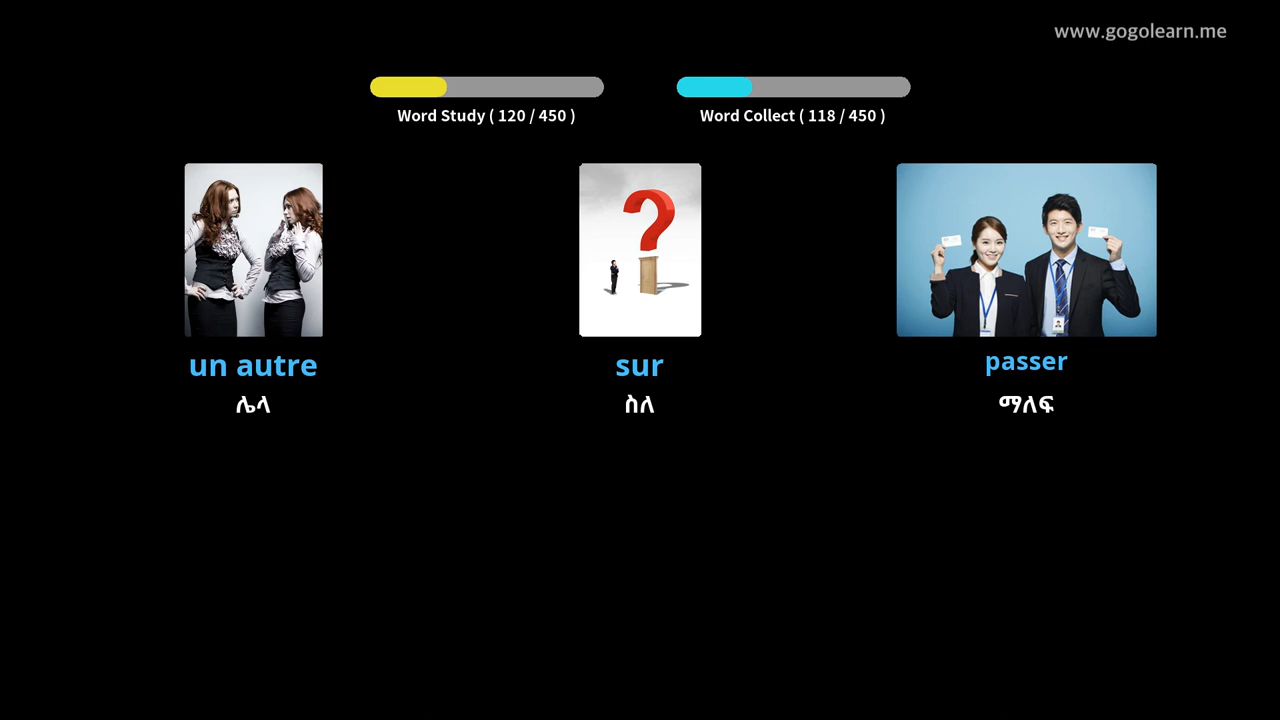 www.gogolearn.me
Word Study ( 120 / 450 )
Word Collect ( 118 / 450 )
un autre
ሌላ
sur
ስለ
passer
ማለፍ